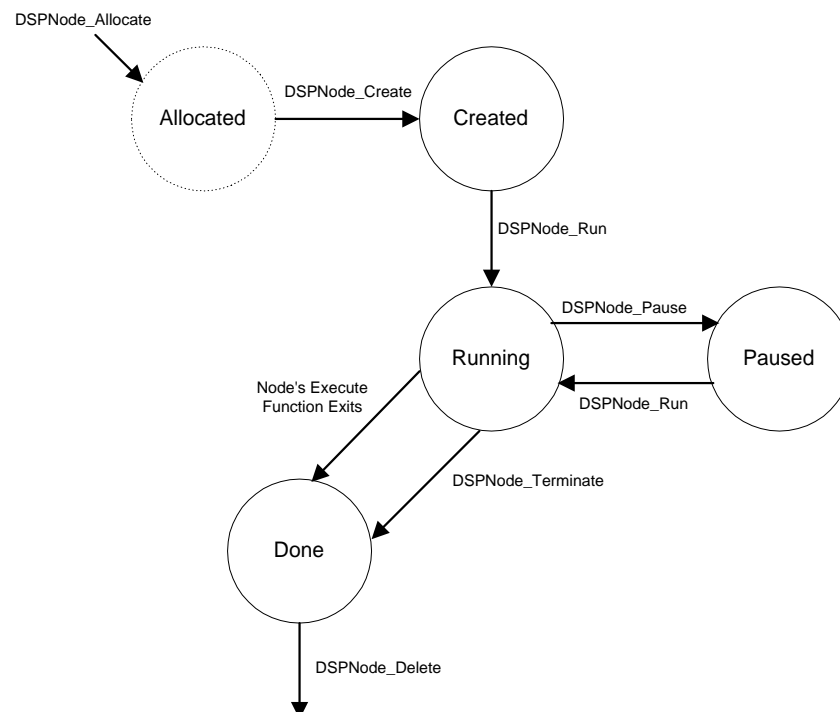 DSPNode_Allocate
DSPNode_Create
Allocated
Created
DSPNode_Run
DSPNode_Pause
Running
Paused
Node's Execute
Function Exits
DSPNode_Run
DSPNode_Terminate
Done
DSPNode_Delete